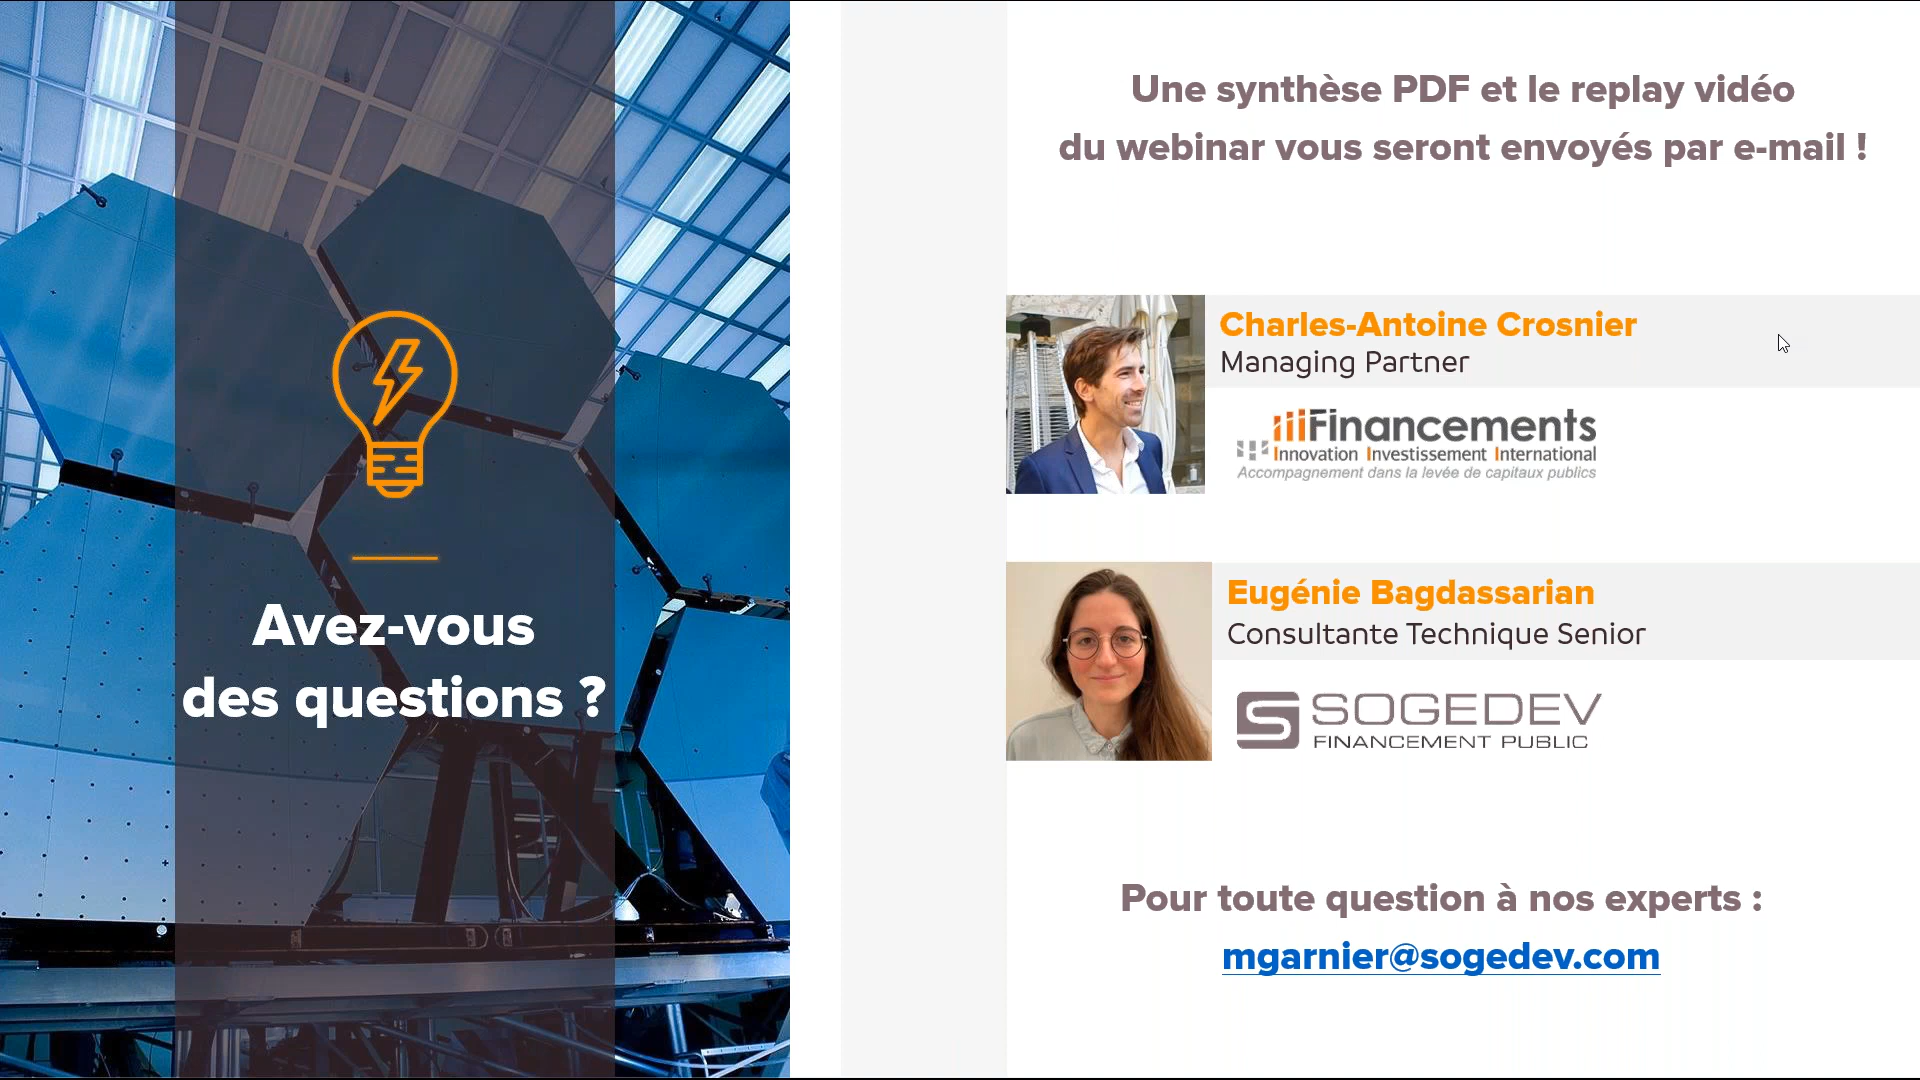 Avez-vous
des questions ?
Une synthèse PDF et le replay vidéo
du webinar vous seront envoyés par e-mail !
Charles-Antoine Crosnier
Managing Partner
iiiFinancements
Innovation Investissement International
Accompagnement dans la levée de capitaux publics
Eugénie Bagdassarian
Consultante Technique Senior
SOGEDEV
FINANCEMENT PUBLIC
Pour toute question à nos experts :
mgarnier@sogedev.com